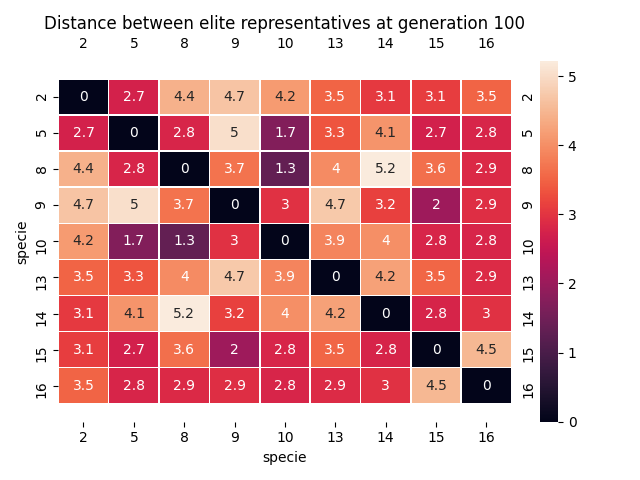 Distance between elite representatives at generation 100
2 5 8 9 10 13 14 15 16
2 0 2.7 4.4 4.7 4.2 3.5 3.1 3.1 3.5 2
5 2.7 0 2.8 5 1.7 3.3 4.1 2.7 2.8 5
8 4.4 2.8 0 3.7 1.3 4 5.2 3.6 2.9 8
9 4.7 5 3.7 0 3 4.7 3.2 2 2.9 9
10 4.2 1.7 1.3 3 0 3.9 4 2.8 2.8 10
13 3.5 3.3 4 4.7 3.9 0 4.2 3.5 2.9 13
14 3.1 4.1 5.2 3.2 4 4.2 0 2.8 3 14
15 3.1 2.7 3.6 2 2.8 3.5 2.8 0 4.5 15
16 3.5 2.8 2.9 2.9 2.8 2.9 3 4.5 0 16
2 5 8 9 10 13 14 15 16
specie
specie
5
4
3
2
1
0